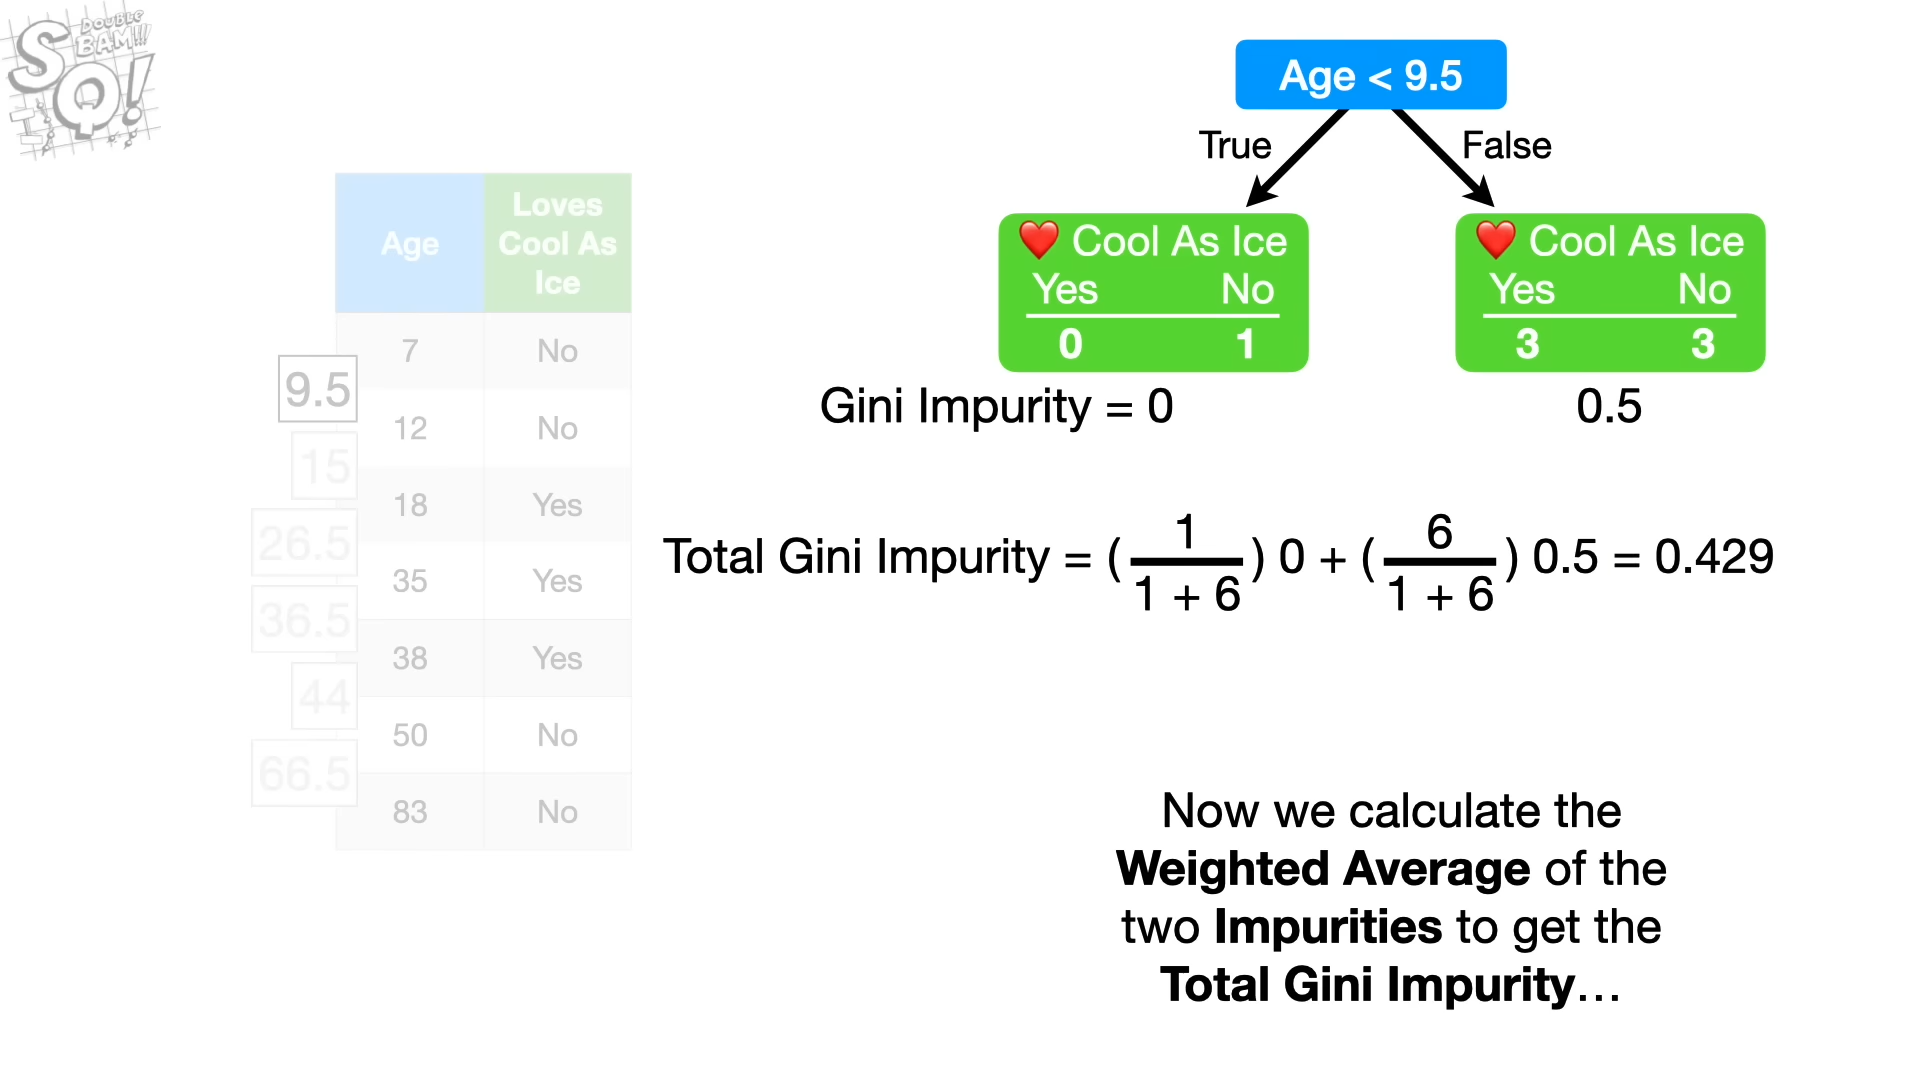 DOUBLE
BAM!!!
SQ!
Age < 9.5
True
False
Age
Loves
Cool As
Ice
7 No
12 No
18 Yes
35 Yes
38 Yes
50 No
83 No
9.5
15
26.5
36.5
44
66.5
❤️ Cool As Ice
Yes No
0 1
❤️ Cool As Ice
Yes No
3 3
Gini Impurity = 0
0.5
Total Gini Impurity = ( 1 / 1 + 6 ) 0 + ( 6 / 1 + 6 ) 0.5 = 0.429
Now we calculate the
Weighted Average of the
two Impurities to get the
Total Gini Impurity…